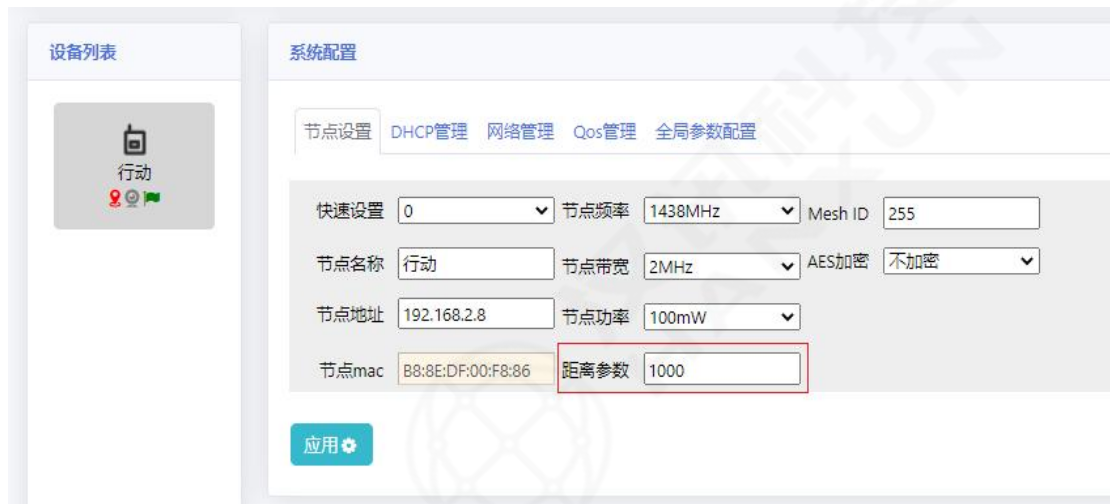 设备列表
系统配置
行动
节点设置 DHCP管理 网络管理 Qos管理 全局参数配置
快速设置 0 节点频率 1438MHz Mesh ID 255
节点名称 行动 节点带宽 2MHz AES加密 不加密
节点地址 192.168.2.8 节点功率 100mW
节点mac B8:8E:DF:00:F8:86 距离参数 1000
应用